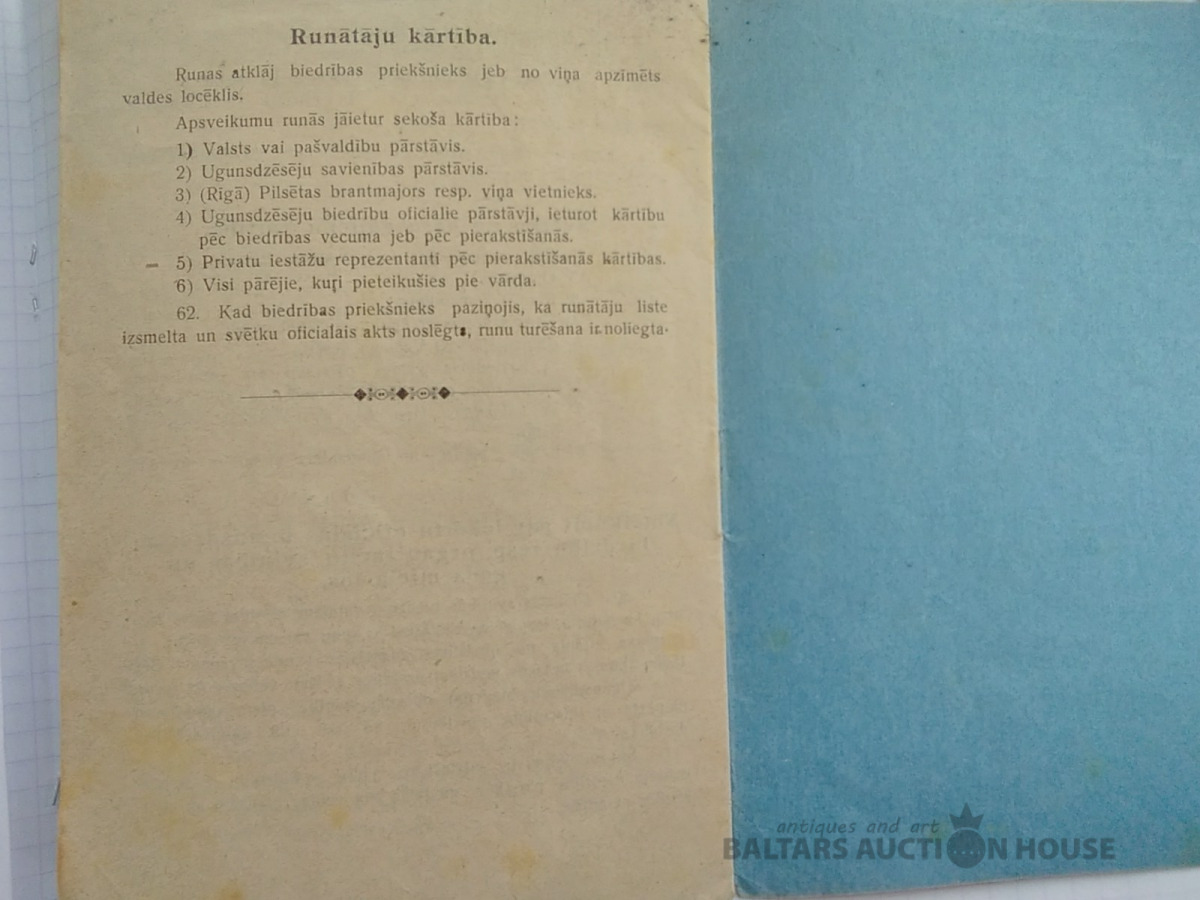 Runātāju kārtība.
Runas atklāj biedrības priekšnieks jeb no viņa apzīmēts
valdes locēklis.
Apsveikumu runās jāietur sekoša kārtība:
1) Valsts vai pašvaldību pārstāvis.
2) Ugunsdzēsēju savienības pārstāvis.
3) (Rīgā) Pilsētas brantmajors resp. viņa vietnieks.
4) Ugunsdzēsēju biedrību oficialie pārstāvji, ieturot kārtību
pēc biedrības vecuma jeb pēc pierakstīšanās.
5) Privatu iestāžu reprezentanti pēc pierakstīšanās kārtības.
6) Visi pārējie, kuŗi pieteikušies pie vārda.
62. Kad biedrības priekšnieks paziņojis, ka runātāju liste
izsmelta un svētku oficialais akts noslēgts, runu turēšana ir noliegta.
antiques and art
BALTARS AUCTION HOUSE